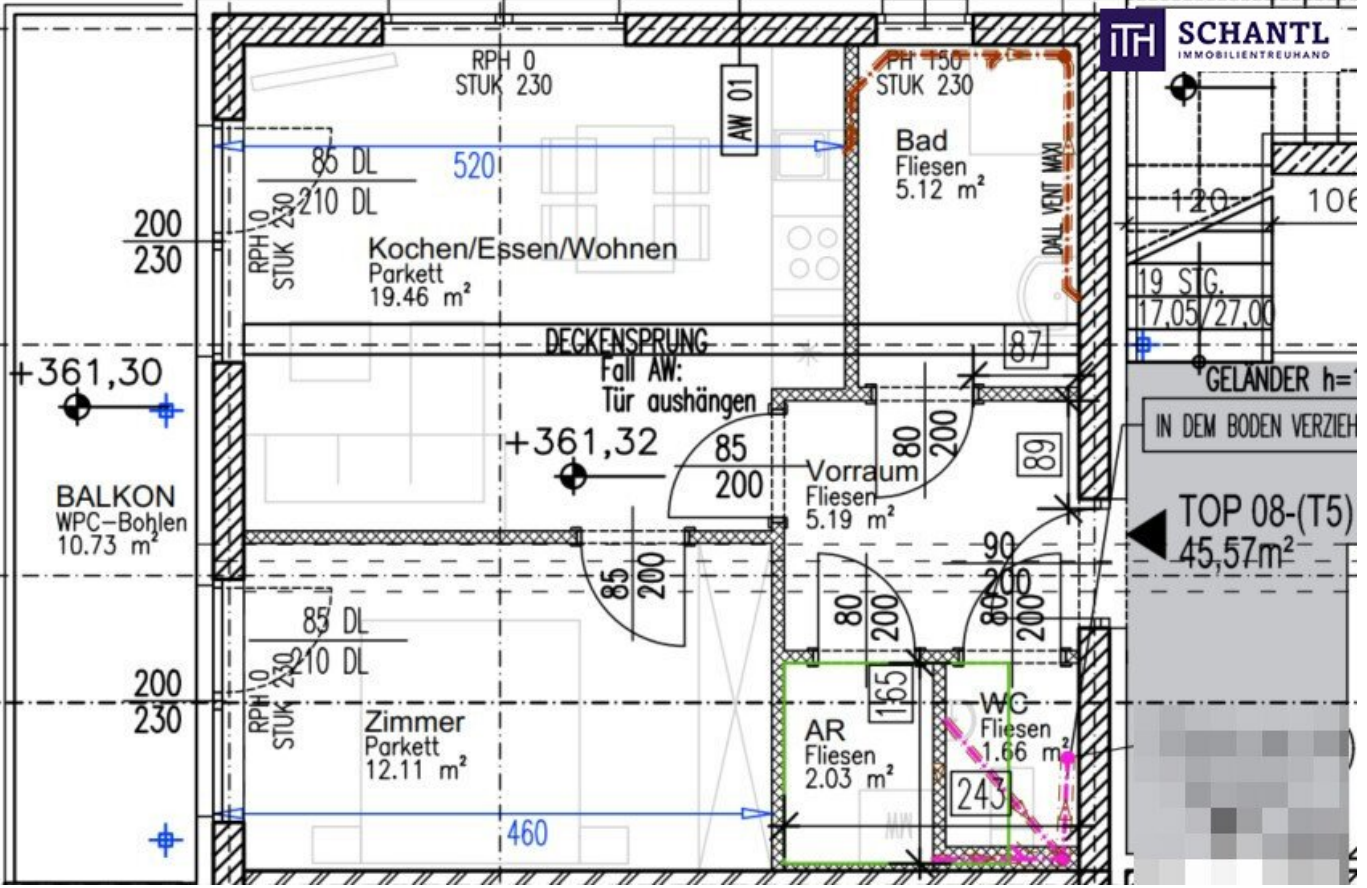 iTH SCHANTL
IMMOBILIENTREUHAND
RPH 0
STUK 230
AW 01
PH 150
STUK 230
Bad
Fliesen
5.12 m²
DALL VENT MAXI
520
85 DL
210 DL
RPH 0
STUK 230
200
230
Kochen/Essen/Wohnen
Parkett
19.46 m²
120
106
19 STG.
17,05/27,00
DECKENSPRUNG
Fall AW:
Tür aushängen
87
+361,30
+361,32
GELÄNDER h=1
IN DEM BODEN VERZIEH
85
200
80
200
89
Vorraum
Fliesen
5.19 m²
BALKON
WPC-Bohlen
10.73 m²
TOP 08-(T5)
45,57m²
90
200
85
200
80
200
80
200
85 DL
210 DL
RPH 0
STUK 230
200
230
Zimmer
Parkett
12.11 m²
165
AR
Fliesen
2.03 m²
WC
Fliesen
1.66 m²
243
WM
460